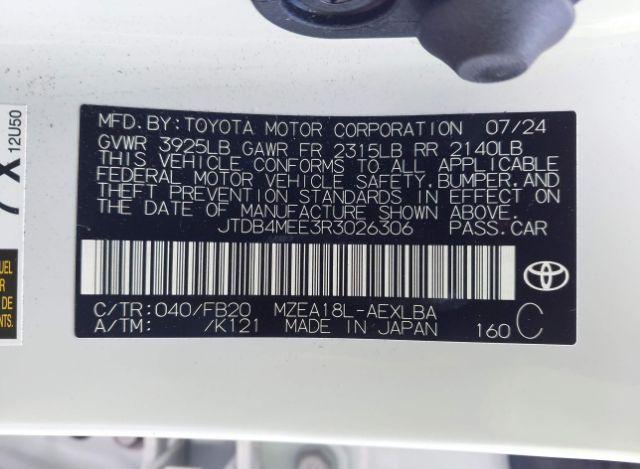 MFD.BY:TOYOTA MOTOR CORPORATION 07/24
GVWR 3925LB GAWR FR 2315LB RR 2140LB
THIS VEHICLE CONFORMS TO ALL APPLICABLE
FEDERAL MOTOR VEHICLE SAFETY,BUMPER,AND
THEFT PREVENTION STANDARDS IN EFFECT ON
THE DATE OF MANUFACTURE SHOWN ABOVE.
JTDB4MEE3R3026306 PASS.CAR
C/TR:040/FB20 MZEA18L-AEXLBA
A/TM: /K121 MADE IN JAPAN 160 C
12U50
X
DE
NTS.